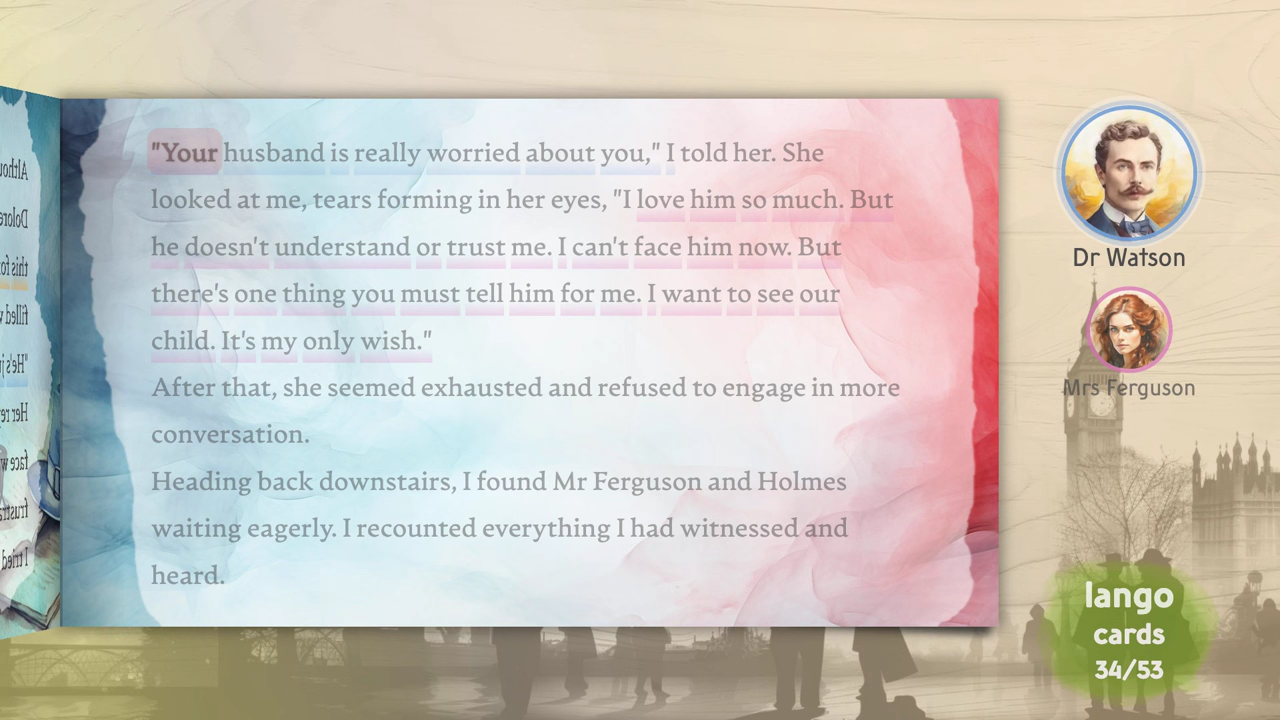 "Your husband is really worried about you," I told her. She
looked at me, tears forming in her eyes, "I love him so much. But
he doesn't understand or trust me. I can't face him now. But
there's one thing you must tell him for me. I want to see our
child. It's my only wish."
After that, she seemed exhausted and refused to engage in more
conversation.
Heading back downstairs, I found Mr Ferguson and Holmes
waiting eagerly. I recounted everything I had witnessed and
heard.
Dr Watson
Mrs Ferguson
lango
cards
34/53